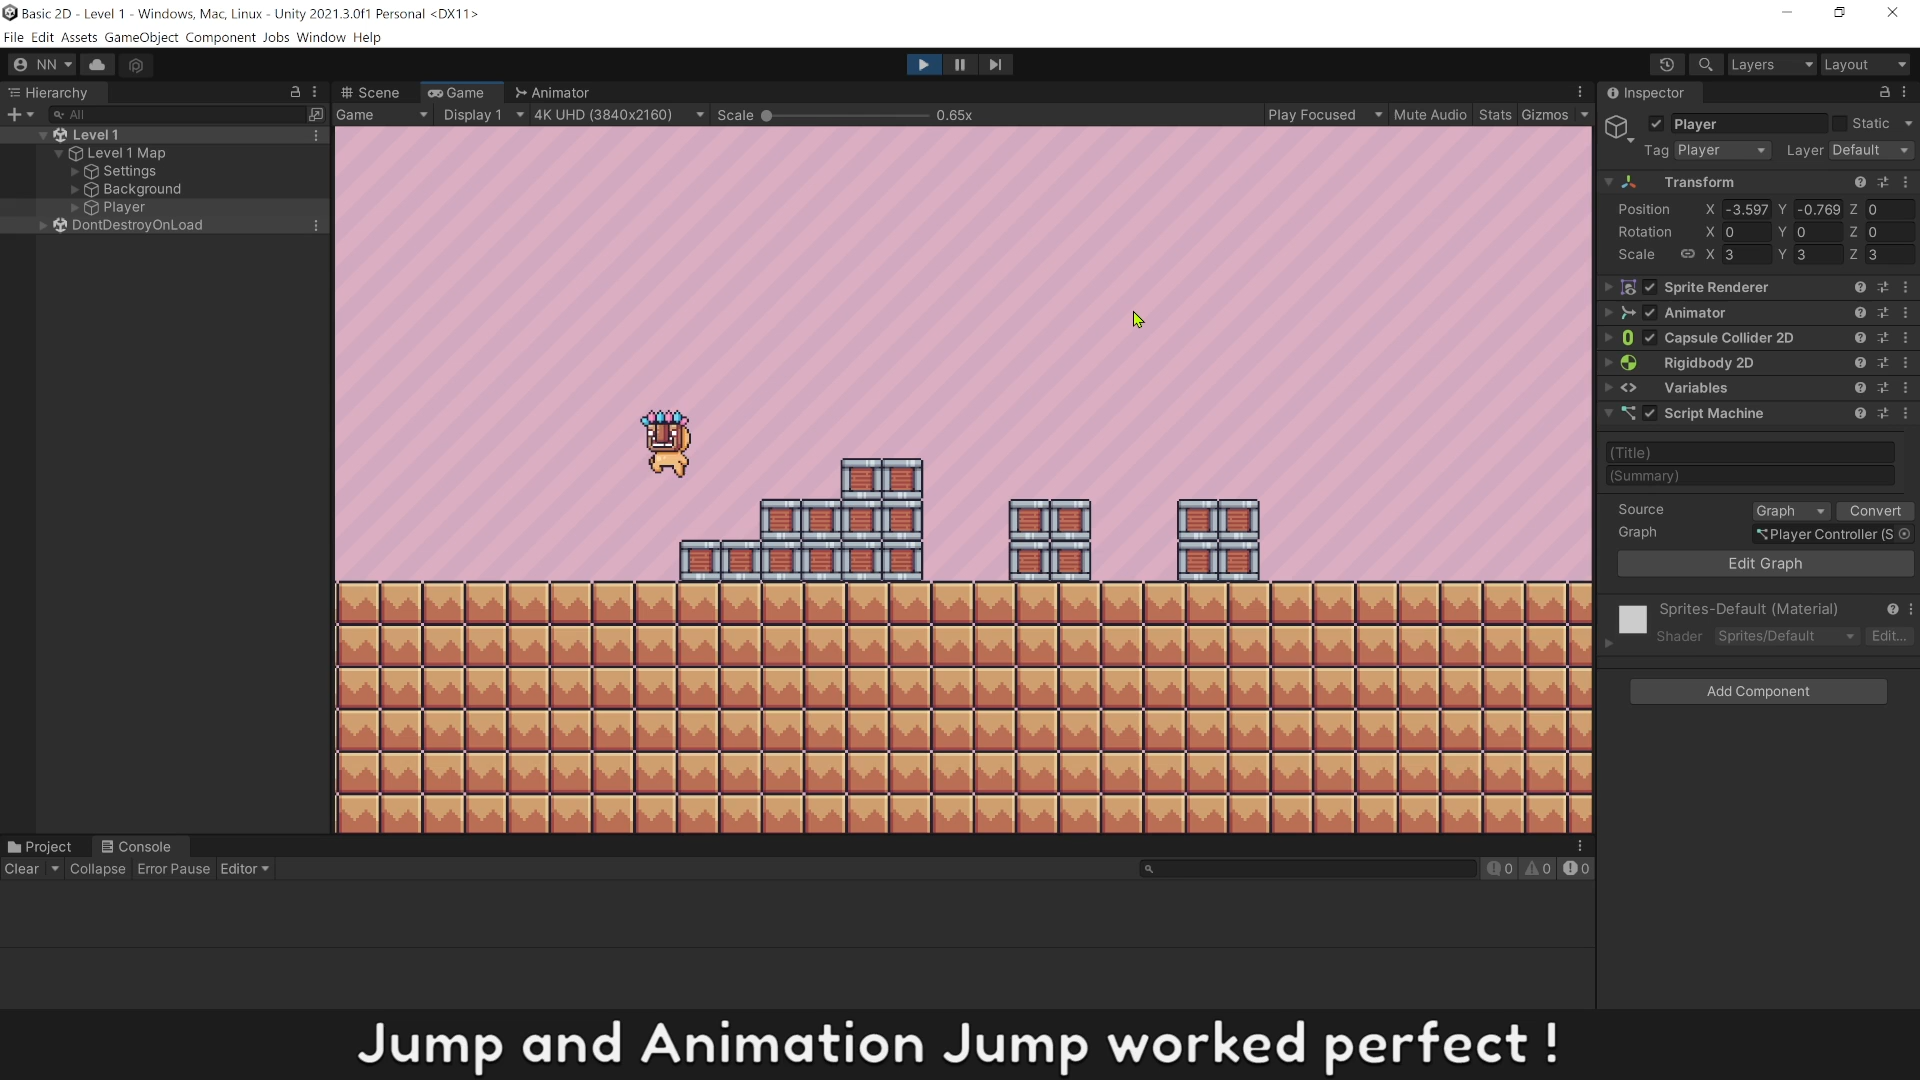 Basic 2D - Level 1 - Windows, Mac, Linux - Unity 2021.3.0f1 Personal <DX11>
File Edit Assets GameObject Component Jobs Window Help
NN
Layers
Layout
Hierarchy
All
Level 1
Level 1 Map
Settings
Background
Player
DontDestroyOnLoad
Scene
Game
Animator
Game
Display 1
4K UHD (3840x2160)
Scale
0.65x
Play Focused
Mute Audio
Stats
Gizmos
Inspector
Player
Static
Tag Player
Layer Default
Transform
Position X -3.597 Y -0.769 Z 0
Rotation X 0 Y 0 Z 0
Scale X 3 Y 3 Z 3
Sprite Renderer
Animator
Capsule Collider 2D
Rigidbody 2D
Variables
Script Machine
(Title)
(Summary)
Source Graph Convert
Graph Player Controller (S
Edit Graph
Sprites-Default (Material)
Shader Sprites/Default Edit...
Add Component
Project
Console
Clear
Collapse
Error Pause
Editor
0
0
0
Jump and Animation Jump worked perfect !